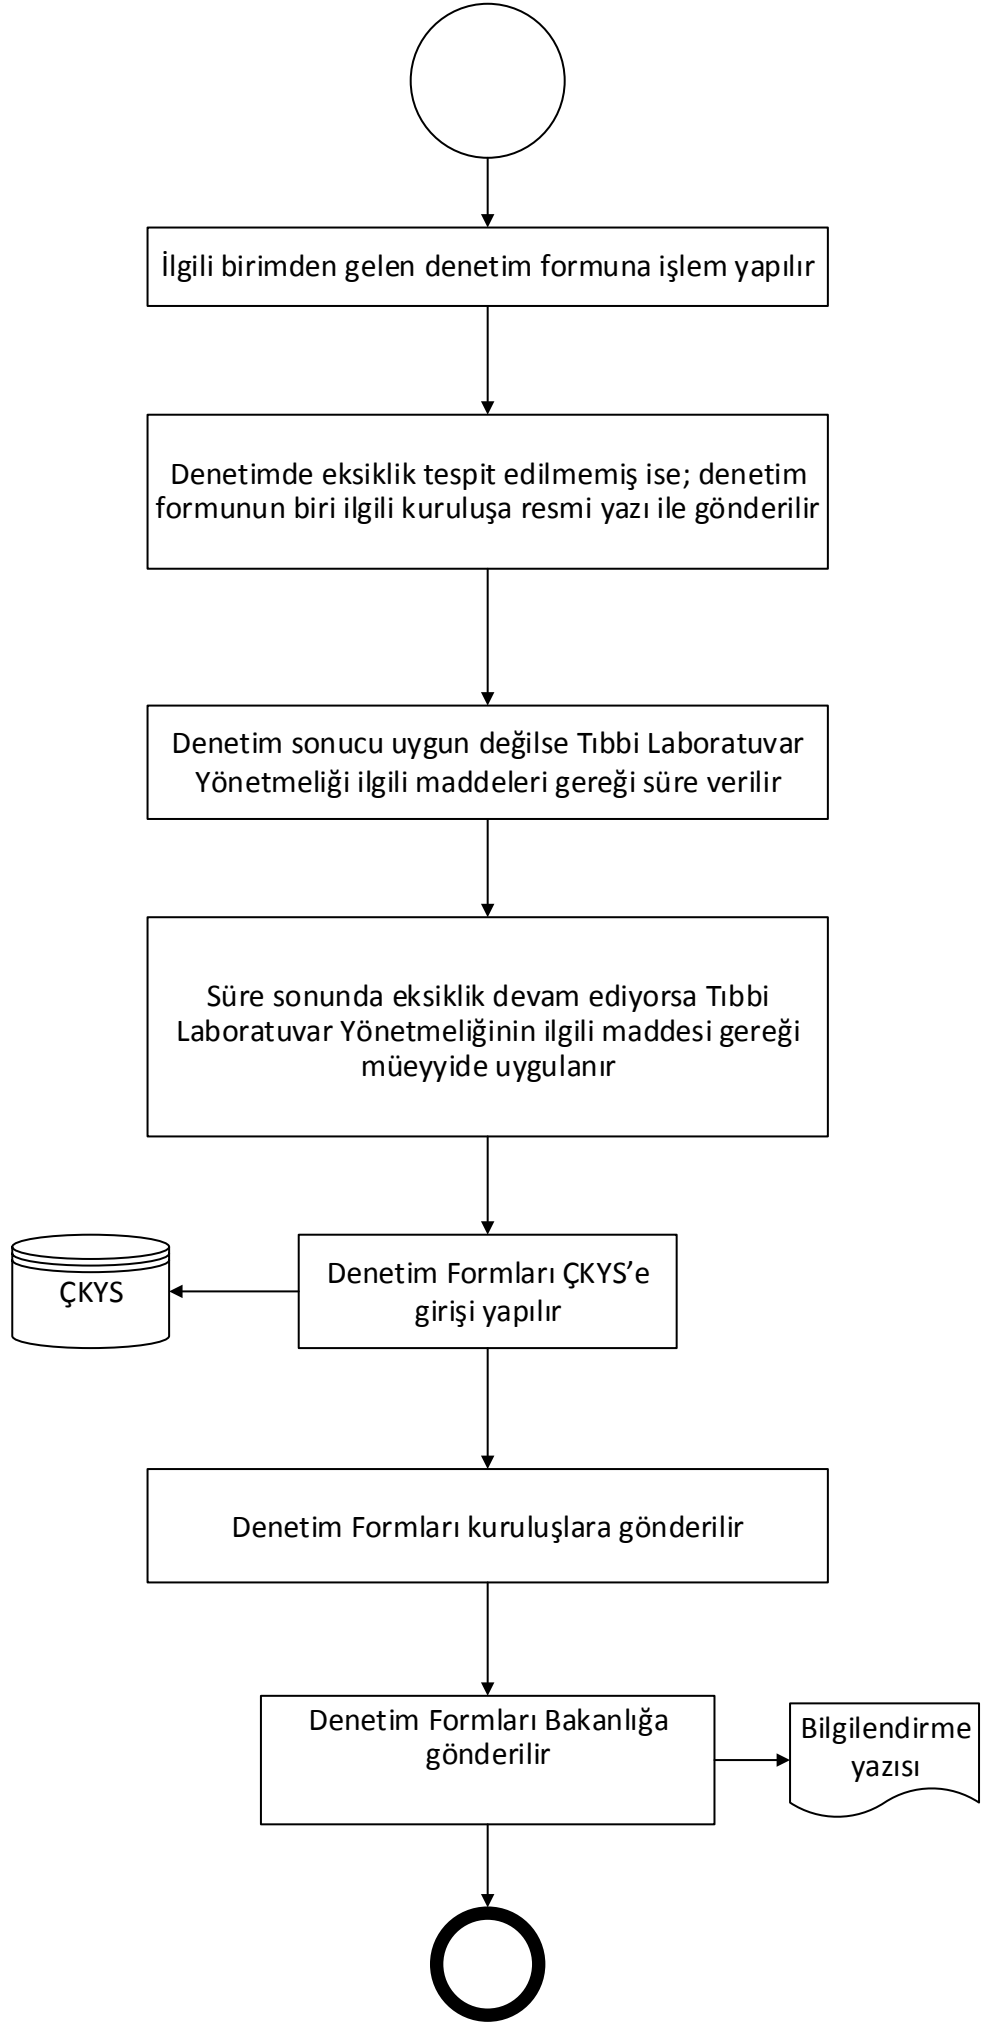 İlgili birimden gelen denetim formuna işlem yapılır
Denetimde eksiklik tespit edilmemiş ise; denetim
formunun biri ilgili kuruluşa resmi yazı ile gönderilir
Denetim sonucu uygun değilse Tıbbi Laboratuvar
Yönetmeliği ilgili maddeleri gereği süre verilir
Süre sonunda eksiklik devam ediyorsa Tıbbi
Laboratuvar Yönetmeliğinin ilgili maddesi gereği
müeyyide uygulanır
ÇKYS
Denetim Formları ÇKYS’e
girişi yapılır
Denetim Formları kuruluşlara gönderilir
Denetim Formları Bakanlığa
gönderilir
Bilgilendirme
yazısı